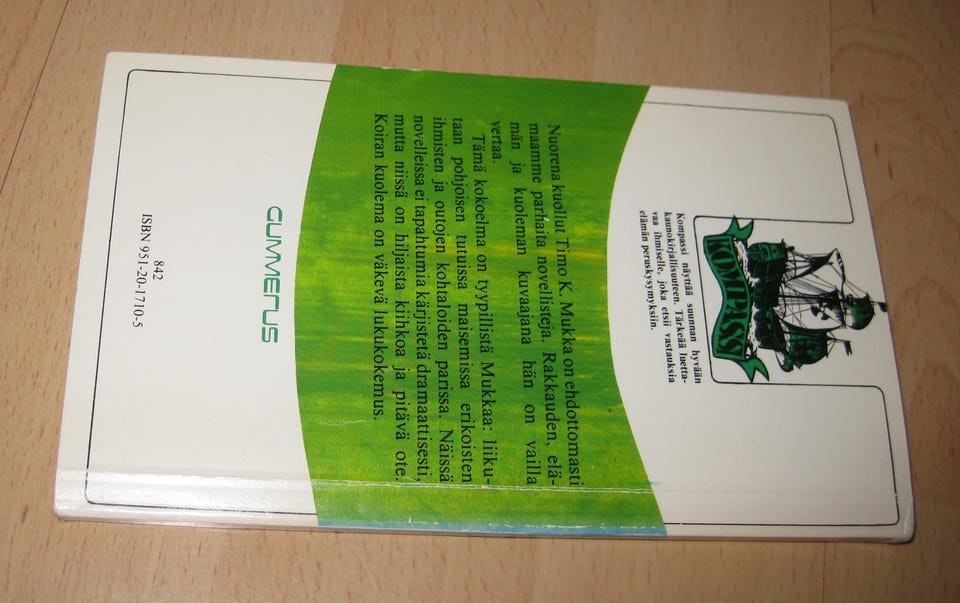 KOMPASSI
Kompassi näyttää suunnan hyvään
kaunokirjallisuuteen. Tärkeää luetta-
vaa ihmiselle, joka etsii vastauksia
elämän peruskysymyksiin.
Nuorena kuollut Timo K. Mukka on ehdottomasti
maamme parhaita novellistejа. Rakkauden, elä-
män ja kuoleman kuvaajana hän on vailla
vertaa.
Tämä kokoelma on tyypillistä Mukkaa: liiku-
taan pohjoisen tutuissa maisemissa erikoisten
ihmisten ja outojen kohtaloiden parissa. Näissä
novelleissa ei tapahtumia kärjistetä dramaattisesti,
mutta niissä on hiljaista kiihkoa ja pitävä ote.
Koiran kuolema on väkevä lukukokemus.
GUMMERUS
842
ISBN 951-20-1710-5